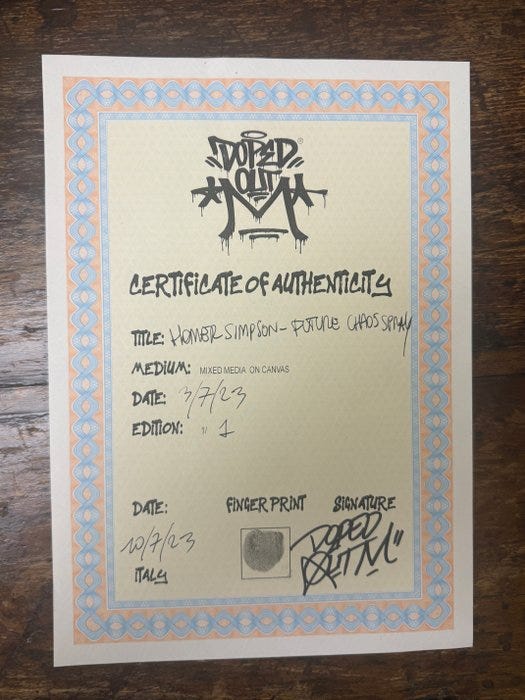 "DOPED
OUT
M"
®
CERTIFICATE OF AUTHENTICITY
TITLE: HOMER SIMPSON - FUTURE CHAOS SPRAY
MEDIUM: MIXED MEDIA ON CANVAS
DATE: 3/7/23
EDITION: 1/1
DATE: FINGER PRINT SIGNATURE
10/7/23 DOPED
OUT M"
ITALY